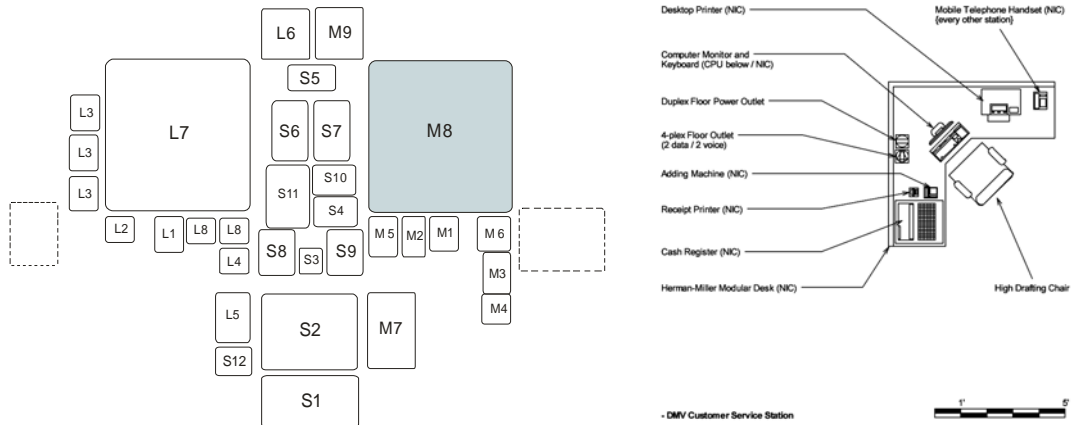 L6 M9
S5
L3 L7 S6 S7 M8
L3
L3
S11 S10
S4
L2 L1 L8 L8 M 5 M2 M1 M 6
L4 S8 S3 S9 M3
M4
L5 S2 M7
S12
S1
Desktop Printer (NIC)
Mobile Telephone Handset (NIC)
{every other station}
Computer Monitor and
Keyboard (CPU below / NIC)
Duplex Floor Power Outlet
4-plex Floor Outlet
(2 data / 2 voice)
Adding Machine (NIC)
Receipt Printer (NIC)
Cash Register (NIC)
Herman-Miller Modular Desk (NIC)
High Drafting Chair
- DMV Customer Service Station
1' 5'